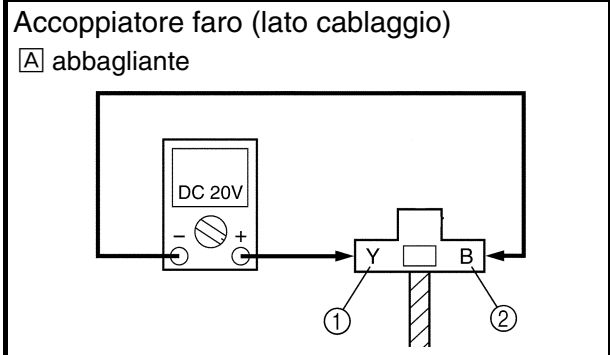 Accoppiatore faro (lato cablaggio)
A abbagliante
DC 20V
− +
Y B
① ②